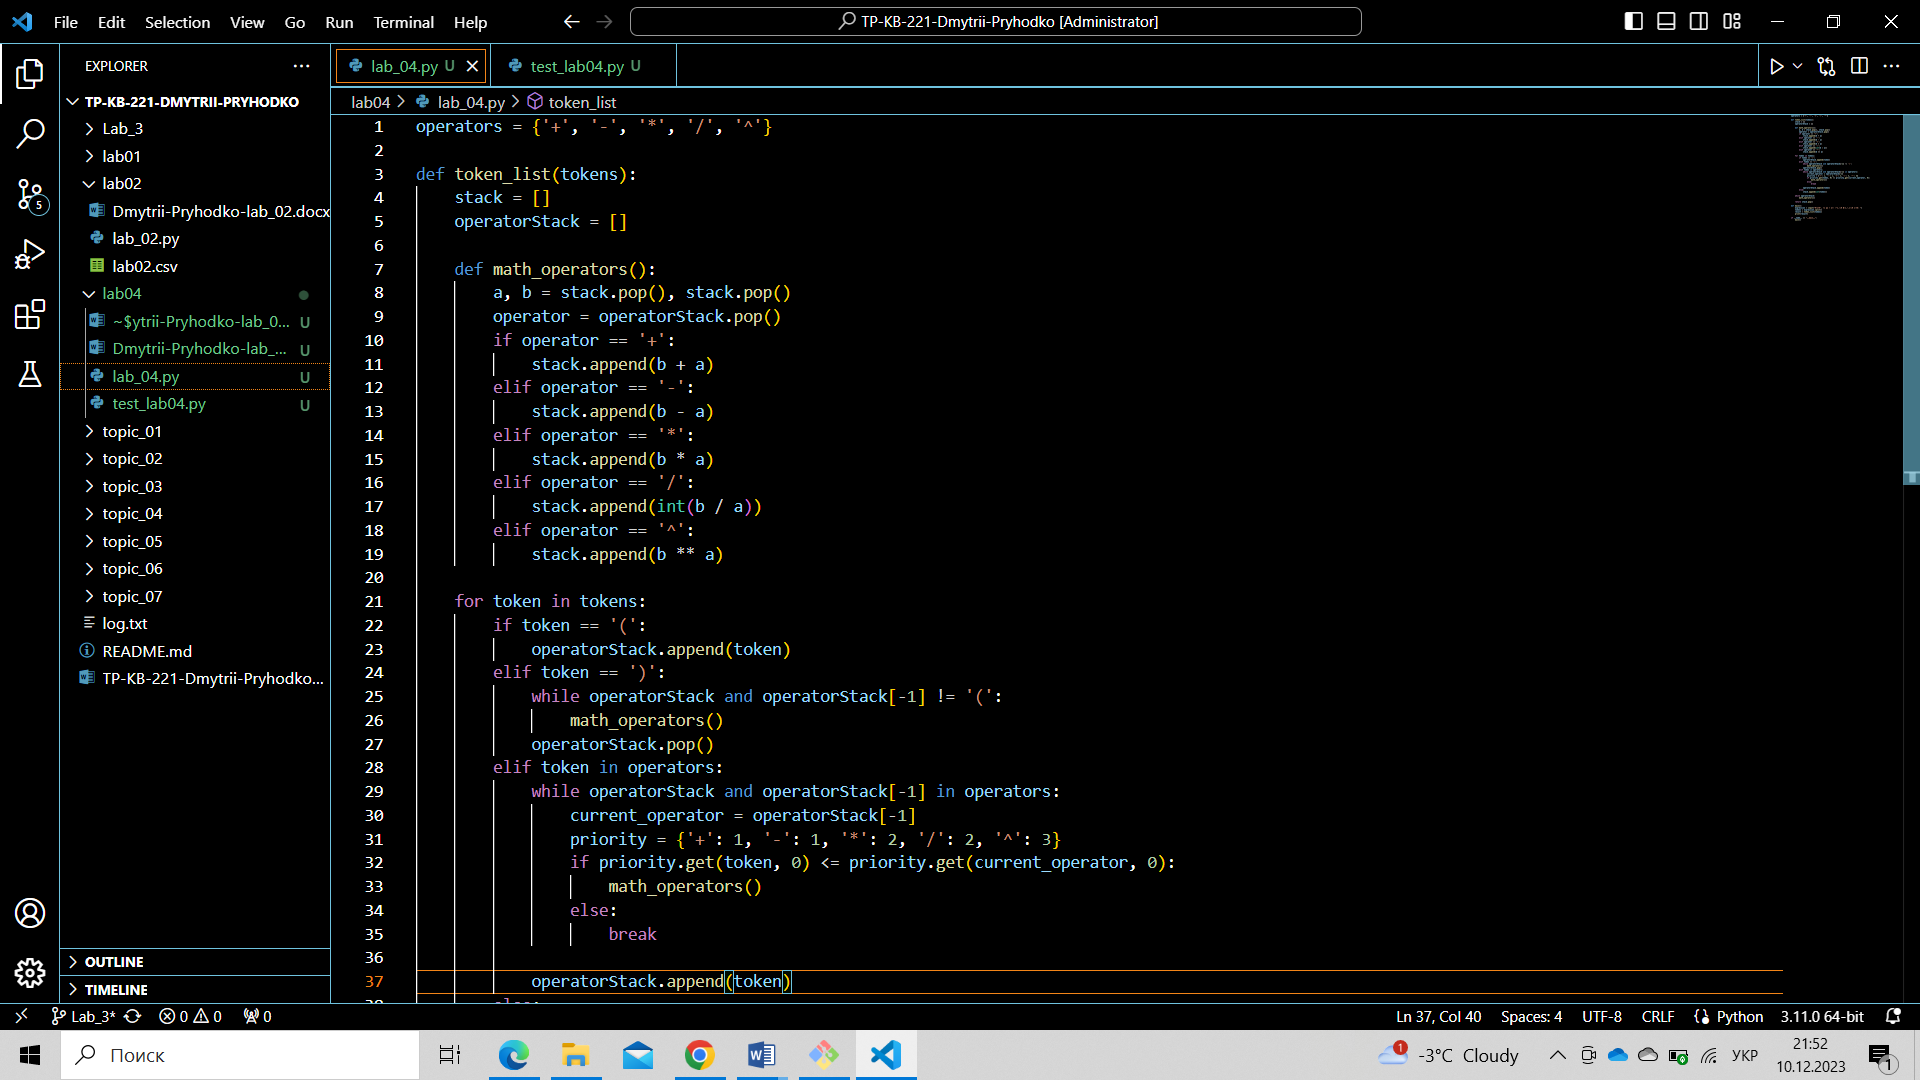 File Edit Selection View Go Run Terminal Help
TP-KB-221-Dmytrii-Pryhodko [Administrator]
EXPLORER
TP-KB-221-DMYTRII-PRYHODKO
Lab_3
lab01
lab02
Dmytrii-Pryhodko-lab_02.docx
lab_02.py
lab02.csv
lab04
~$ytrii-Pryhodko-lab_0... U
Dmytrii-Pryhodko-lab_... U
lab_04.py U
test_lab04.py U
topic_01
topic_02
topic_03
topic_04
topic_05
topic_06
topic_07
log.txt
README.md
TP-KB-221-Dmytrii-Pryhodko...
OUTLINE
TIMELINE
5
lab_04.py U
test_lab04.py U
lab04 > lab_04.py > token_list
1 operators = {'+', '-', '*', '/', '^'}
2
3 def token_list(tokens):
4 stack = []
5 operatorStack = []
6
7 def math_operators():
8 a, b = stack.pop(), stack.pop()
9 operator = operatorStack.pop()
10 if operator == '+':
11 stack.append(b + a)
12 elif operator == '-':
13 stack.append(b - a)
14 elif operator == '*':
15 stack.append(b * a)
16 elif operator == '/':
17 stack.append(int(b / a))
18 elif operator == '^':
19 stack.append(b ** a)
20
21 for token in tokens:
22 if token == '(':
23 operatorStack.append(token)
24 elif token == ')':
25 while operatorStack and operatorStack[-1] != '(':
26 math_operators()
27 operatorStack.pop()
28 elif token in operators:
29 while operatorStack and operatorStack[-1] in operators:
30 current_operator = operatorStack[-1]
31 priority = {'+': 1, '-': 1, '*': 2, '/': 2, '^': 3}
32 if priority.get(token, 0) <= priority.get(current_operator, 0):
33 math_operators()
34 else:
35 break
36
37 operatorStack.append(token)
38 else:
Lab_3* 0 0 0
Ln 37, Col 40 Spaces: 4 UTF-8 CRLF Python 3.11.0 64-bit
Поиск
1 -3°C Cloudy
УКР
21:52
10.12.2023
1